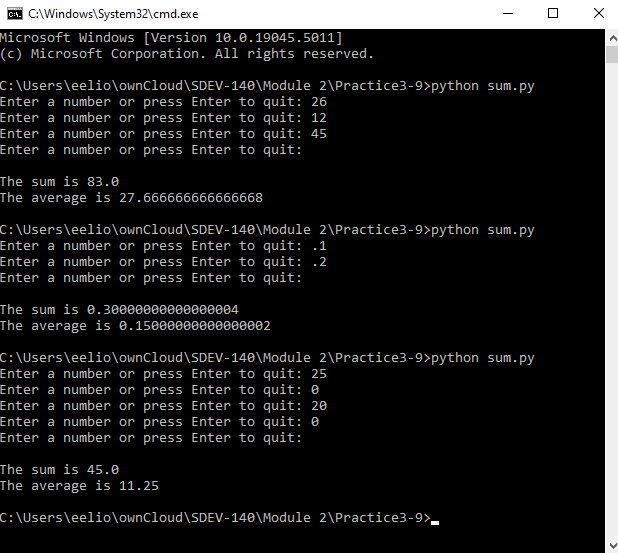 C:\Windows\System32\cmd.exe
Microsoft Windows [Version 10.0.19045.5011]
(c) Microsoft Corporation. All rights reserved.
C:\Users\eelio\ownCloud\SDEV-140\Module 2\Practice3-9>python sum.py
Enter a number or press Enter to quit: 26
Enter a number or press Enter to quit: 12
Enter a number or press Enter to quit: 45
Enter a number or press Enter to quit:
The sum is 83.0
The average is 27.666666666666668
C:\Users\eelio\ownCloud\SDEV-140\Module 2\Practice3-9>python sum.py
Enter a number or press Enter to quit: .1
Enter a number or press Enter to quit: .2
Enter a number or press Enter to quit:
The sum is 0.30000000000000004
The average is 0.15000000000000002
C:\Users\eelio\ownCloud\SDEV-140\Module 2\Practice3-9>python sum.py
Enter a number or press Enter to quit: 25
Enter a number or press Enter to quit: 0
Enter a number or press Enter to quit: 20
Enter a number or press Enter to quit: 0
Enter a number or press Enter to quit:
The sum is 45.0
The average is 11.25
C:\Users\eelio\ownCloud\SDEV-140\Module 2\Practice3-9>